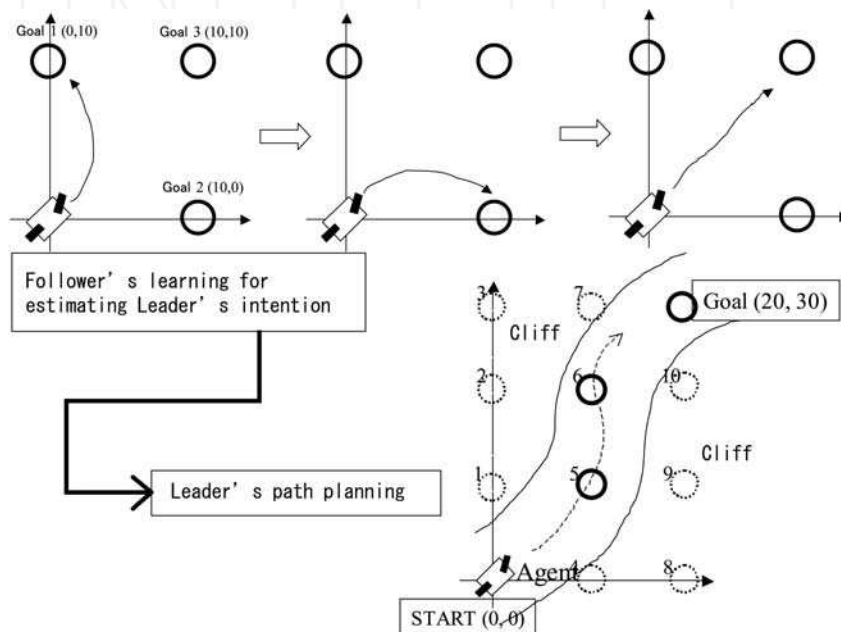 Goal 1 (0,10)
Goal 3 (10,10)
Goal 2 (10,0)
Follower's learning for
estimating Leader's intention
Leader's path planning
3
7
Goal (20, 30)
Cliff
2
6
10
Cliff
1
5
9
Agent
4
8
START (0, 0)